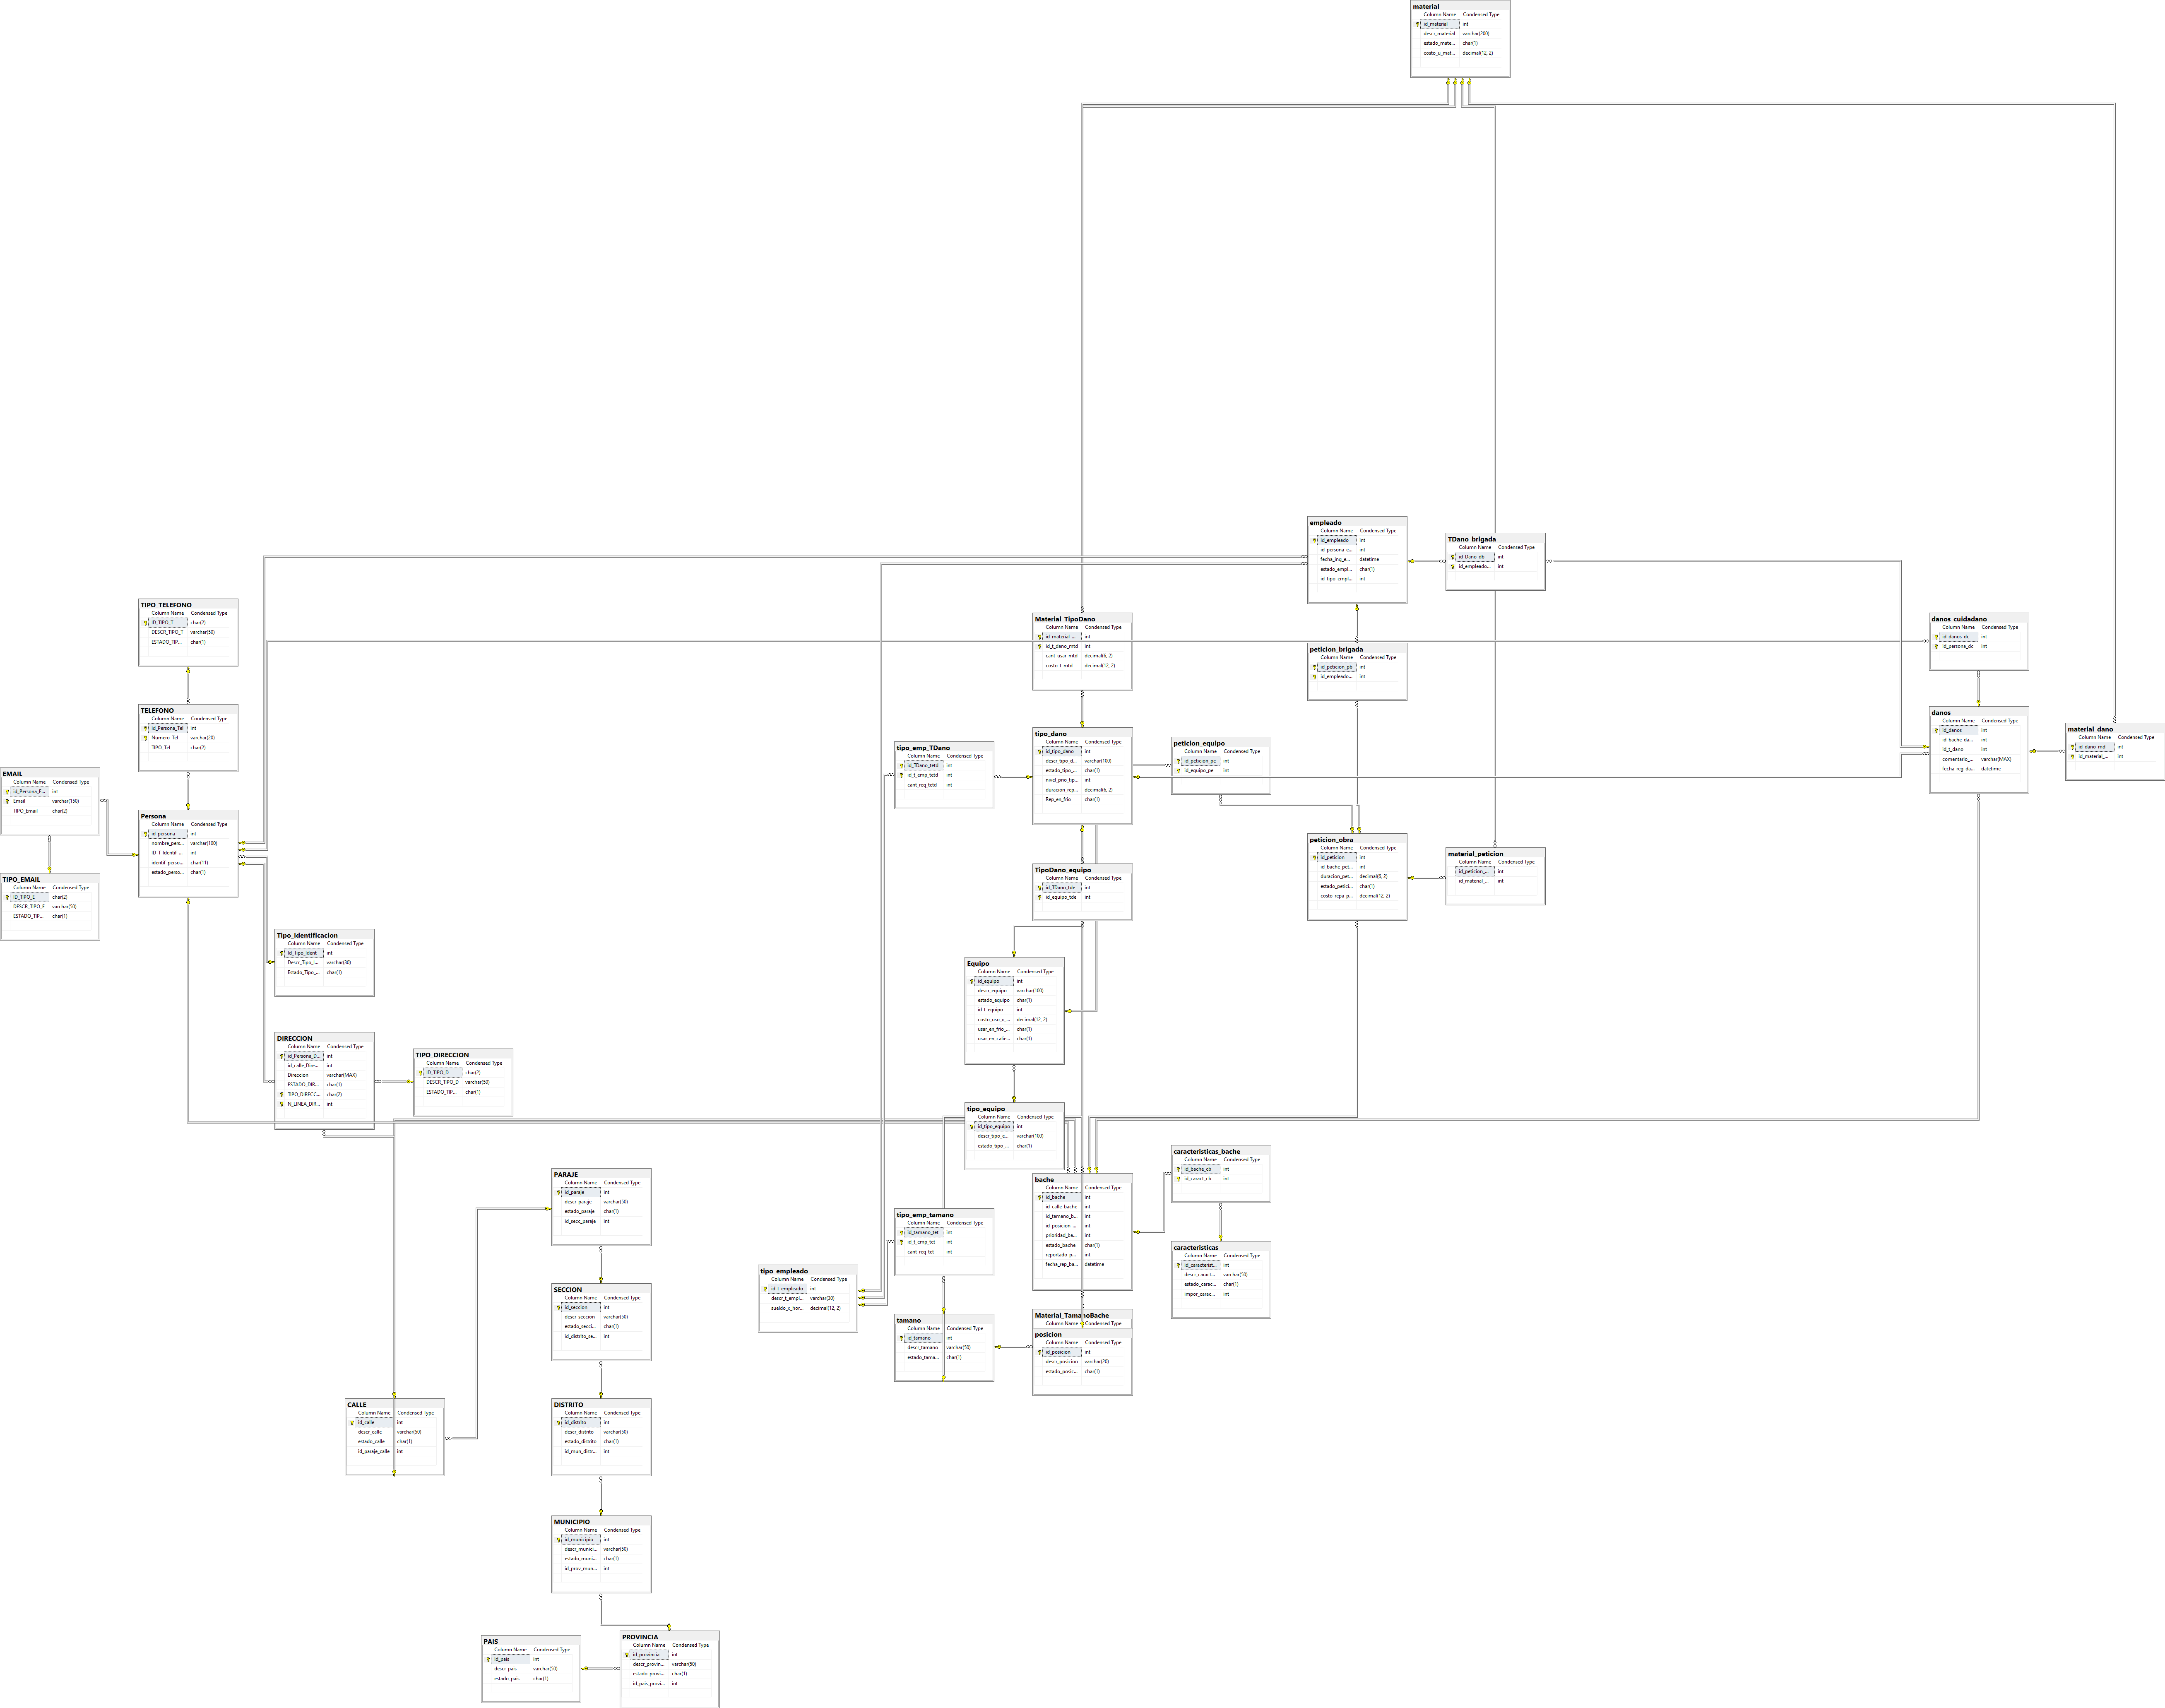 material
Column Name Condensed Type
id_material int
descr_material varchar(200)
estado_mate... char(1)
costo_u_mat... decimal(12, 2)
empleado
Column Name Condensed Type
id_empleado int
id_persona_e... int
fecha_ing_e... datetime
estado_empl... char(1)
id_tipo_empl... int
TDano_brigada
Column Name Condensed Type
id_Dano_db int
id_empleado... int
TIPO_TELEFONO
Column Name Condensed Type
ID_TIPO_T char(2)
DESCR_TIPO_T varchar(50)
ESTADO_TIP... char(1)
Material_TipoDano
Column Name Condensed Type
id_material_... int
id_t_dano_mtd int
cant_usar_mtd decimal(8, 2)
costo_t_mtd decimal(12, 2)
danos_cuidadano
Column Name Condensed Type
id_danos_dc int
id_persona_dc int
peticion_brigada
Column Name Condensed Type
id_peticion_pb int
id_empleado... int
TELEFONO
Column Name Condensed Type
id_Persona_Tel int
Numero_Tel varchar(20)
TIPO_Tel char(2)
danos
Column Name Condensed Type
id_danos int
id_bache_da... int
id_t_dano int
comentario_... varchar(MAX)
fecha_reg_da... datetime
material_dano
Column Name Condensed Type
id_dano_md int
id_material_... int
tipo_dano
Column Name Condensed Type
id_tipo_dano int
descr_tipo_d... varchar(100)
estado_tipo_... char(1)
nivel_prio_tip... int
duracion_rep... decimal(6, 2)
Rep_en_frio char(1)
tipo_emp_TDano
Column Name Condensed Type
id_TDano_tetd int
id_t_emp_tetd int
cant_req_tetd int
peticion_equipo
Column Name Condensed Type
id_peticion_pe int
id_equipo_pe int
EMAIL
Column Name Condensed Type
id_Persona_E... int
Email varchar(150)
TIPO_Email char(2)
Persona
Column Name Condensed Type
id_persona int
nombre_pers... varchar(100)
ID_T_Identif_... int
identif_perso... char(11)
estado_perso... char(1)
peticion_obra
Column Name Condensed Type
id_peticion int
id_bache_pet... int
duracion_pet... decimal(8, 2)
estado_petici... char(1)
costo_repa_p... decimal(12, 2)
material_peticion
Column Name Condensed Type
id_peticion_... int
id_material_... int
TIPO_EMAIL
Column Name Condensed Type
ID_TIPO_E char(2)
DESCR_TIPO_E varchar(50)
ESTADO_TIP... char(1)
TipoDano_equipo
Column Name Condensed Type
id_TDano_tde int
id_equipo_tde int
Tipo_Identificacion
Column Name Condensed Type
Id_Tipo_Ident int
Descr_Tipo_I... varchar(30)
Estado_Tipo_... char(1)
Equipo
Column Name Condensed Type
id_equipo int
descr_equipo varchar(100)
estado_equipo char(1)
id_t_equipo int
costo_uso_x_... decimal(12, 2)
usar_en_frio_... char(1)
usar_en_calie... char(1)
DIRECCION
Column Name Condensed Type
id_Persona_D... int
id_calle_Dire... int
Direccion varchar(MAX)
ESTADO_DIR... char(1)
TIPO_DIRECC... char(2)
N_LINEA_DIR... int
TIPO_DIRECCION
Column Name Condensed Type
ID_TIPO_D char(2)
DESCR_TIPO_D varchar(50)
ESTADO_TIP... char(1)
tipo_equipo
Column Name Condensed Type
id_tipo_equipo int
descr_tipo_e... varchar(100)
estado_tipo_... char(1)
caracteristicas_bache
Column Name Condensed Type
id_bache_cb int
id_caract_cb int
PARAJE
Column Name Condensed Type
id_paraje int
descr_paraje varchar(50)
estado_paraje char(1)
id_secc_paraje int
bache
Column Name Condensed Type
id_bache int
id_calle_bache int
id_tamano_b... int
id_posicion_... int
prioridad_ba... int
estado_bache char(1)
reportado_p... int
fecha_rep_ba... datetime
tipo_emp_tamano
Column Name Condensed Type
id_tamano_tet int
id_t_emp_tet int
cant_req_tet int
caracteristicas
Column Name Condensed Type
id_caracterist... int
descr_caract... varchar(50)
estado_carac... char(1)
impor_carac... int
tipo_empleado
Column Name Condensed Type
id_t_empleado int
descr_t_empl... varchar(30)
sueldo_x_hor... decimal(12, 2)
SECCION
Column Name Condensed Type
id_seccion int
descr_seccion varchar(50)
estado_secci... char(1)
id_distrito_se... int
tamano
Column Name Condensed Type
id_tamano int
descr_tamano varchar(50)
estado_tama... char(1)
Material_TamanoBache
Column Name Condensed Type
posicion
Column Name Condensed Type
id_posicion int
descr_posicion varchar(20)
estado_posic... char(1)
CALLE
Column Name Condensed Type
id_calle int
descr_calle varchar(50)
estado_calle char(1)
id_paraje_calle int
DISTRITO
Column Name Condensed Type
id_distrito int
descr_distrito varchar(50)
estado_distrito char(1)
id_mun_distr... int
MUNICIPIO
Column Name Condensed Type
id_municipio int
descr_munici... varchar(50)
estado_muni... char(1)
id_prov_mun... int
PAIS
Column Name Condensed Type
id_pais int
descr_pais varchar(50)
estado_pais char(1)
PROVINCIA
Column Name Condensed Type
id_provincia int
descr_provin... varchar(50)
estado_provi... char(1)
id_pais_provi... int